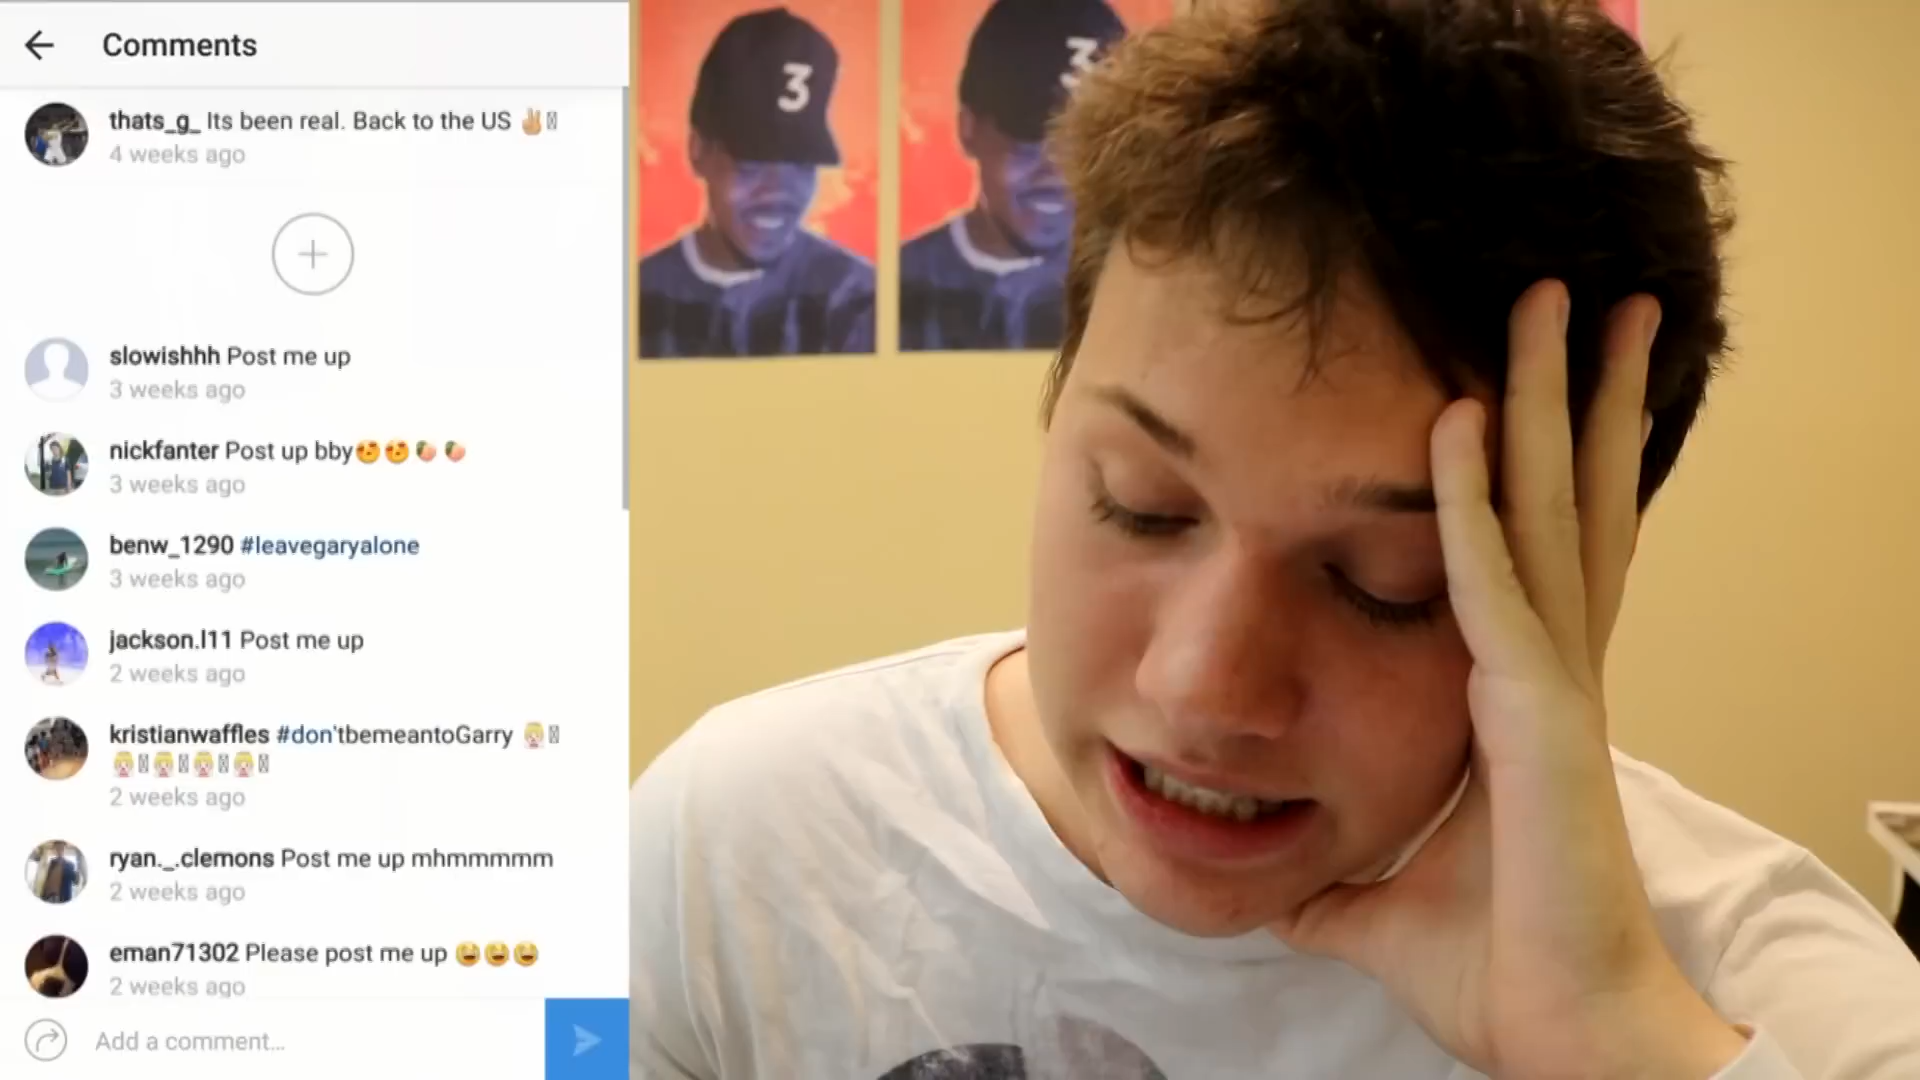 Comments
thats_g_ Its been real. Back to the US ✌
4 weeks ago
slowishhh Post me up
3 weeks ago
nickfanter Post up bby😍😍🍑🍑
3 weeks ago
benw_1290 #leavegaryalone
3 weeks ago
jackson.l11 Post me up
2 weeks ago
kristianwaffles #don'tbemeantoGarry 👼
👼👼👼👼
2 weeks ago
ryan._.clemons Post me up mhmmmmm
2 weeks ago
eman71302 Please post me up 😂😂😂
2 weeks ago
Add a comment...
3
3